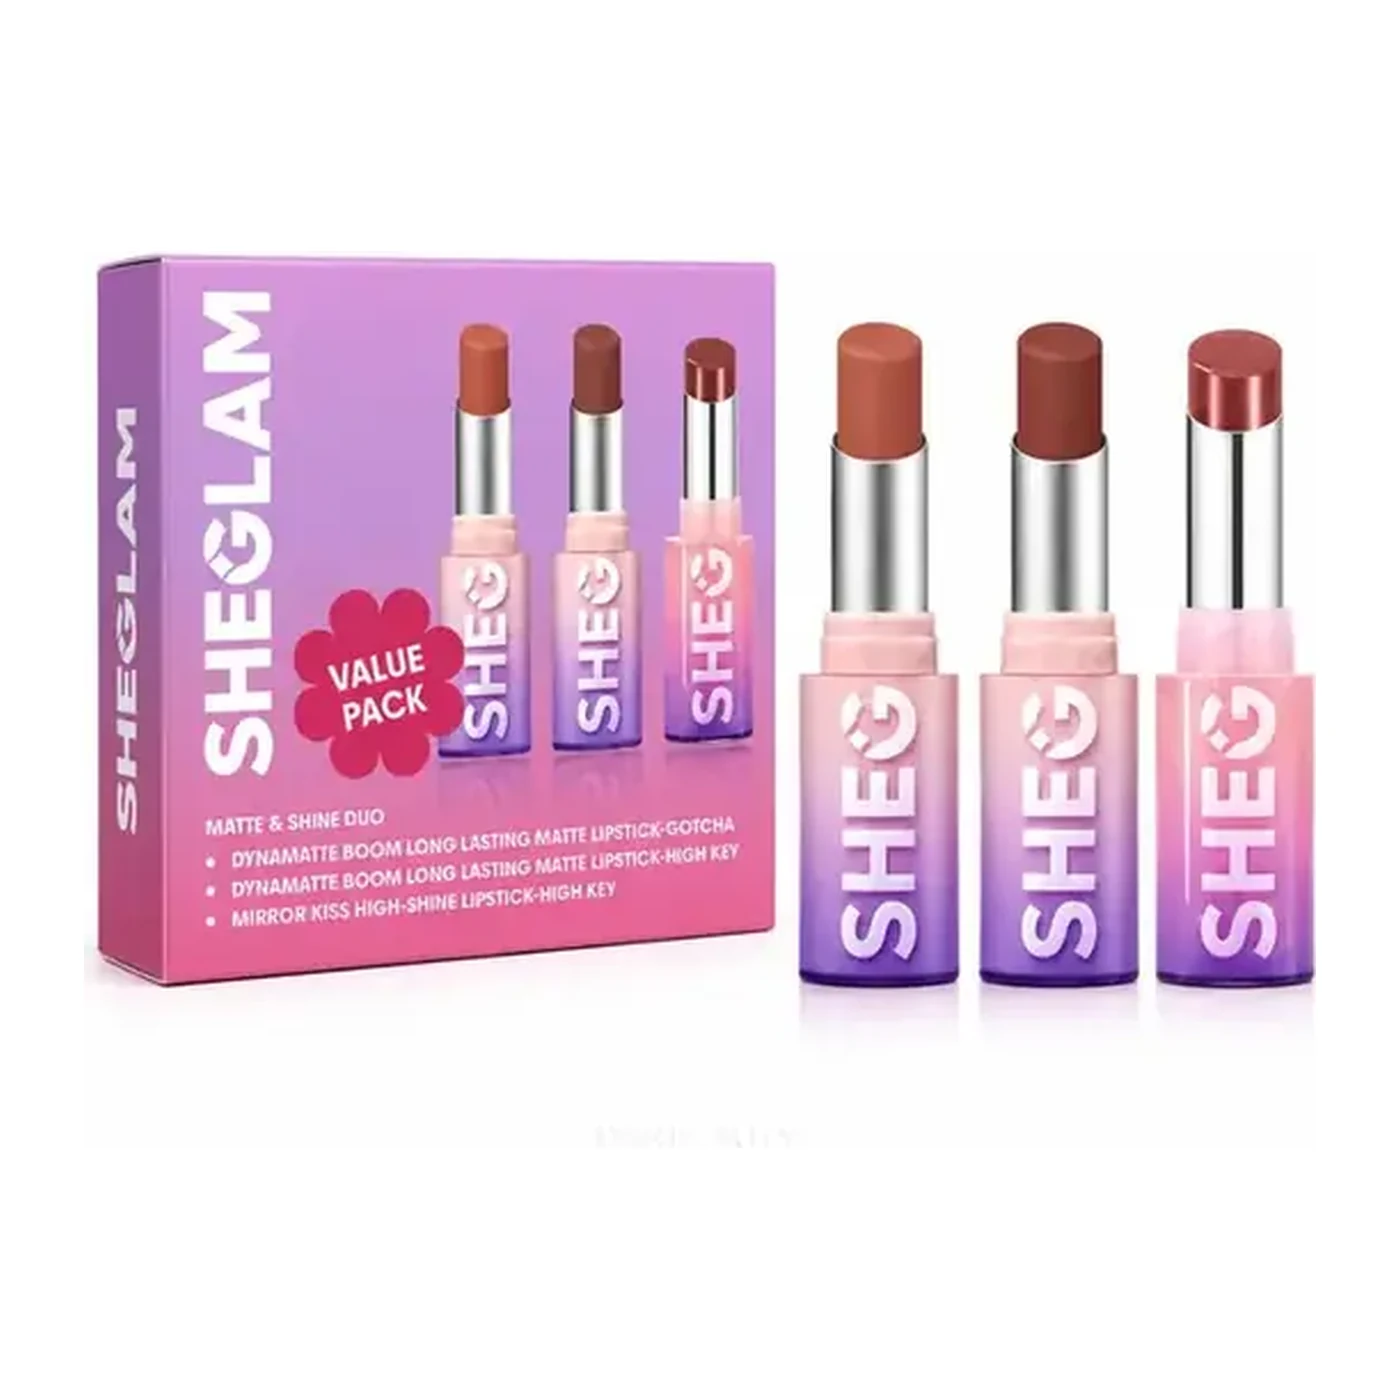 SHEGLAM
SHEGLAM
VALUE
PACK
SHEG
SHEG
SHEG
MATTE & SHINE DUO
• DYNAMATTE BOOM LONG LASTING MATTE LIPSTICK-GOTCHA
• DYNAMATTE BOOM LONG LASTING MATTE LIPSTICK-HIGH KEY
• MIRROR KISS HIGH-SHINE LIPSTICK-HIGH KEY
SHEG
SHEG
SHEG